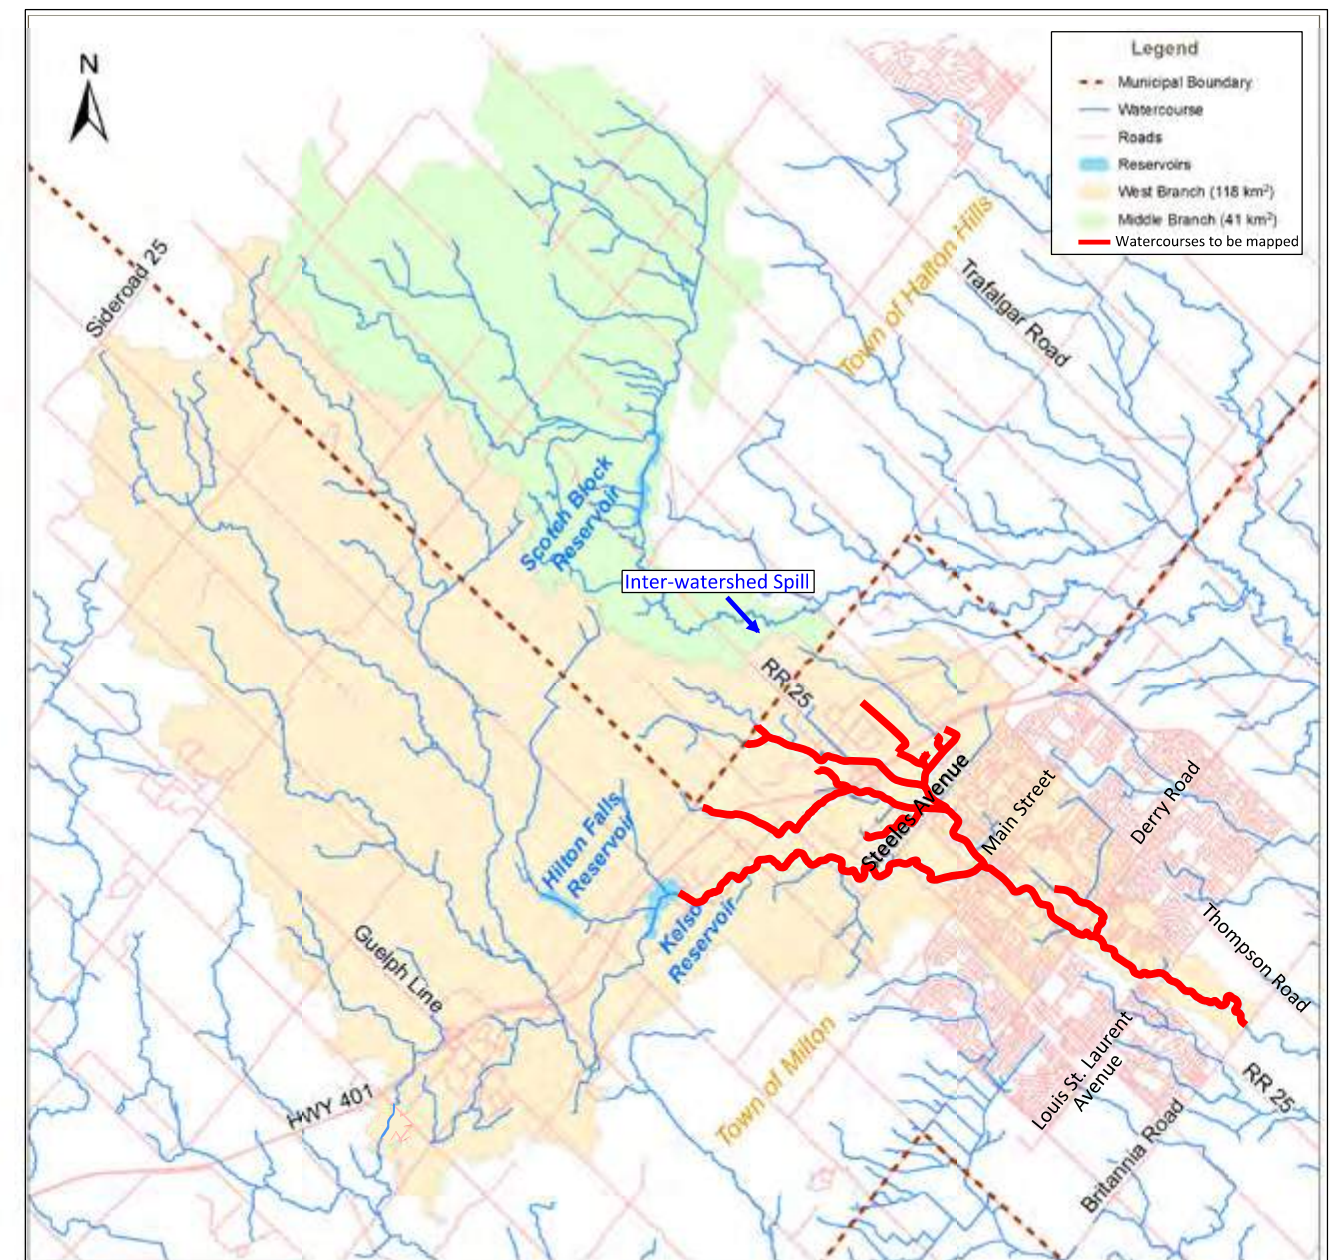 N
Legend
Municipal Boundary
Watercourse
Roads
Reservoirs
West Branch (118 km²)
Middle Branch (41 km²)
Watercourses to be mapped
Sideroad 25
Town of Halton Hills
Trafalgar Road
Scotch Block
Reservoir
Inter-watershed Spill
RR 25
Steeles Avenue
Main Street
Derry Road
Hilton Falls
Reservoir
Kelso
Reservoir
Guelph Line
Thompson Road
Town of Milton
Louis St. Laurent
Avenue
RR 25
HWY 401
Britannia Road